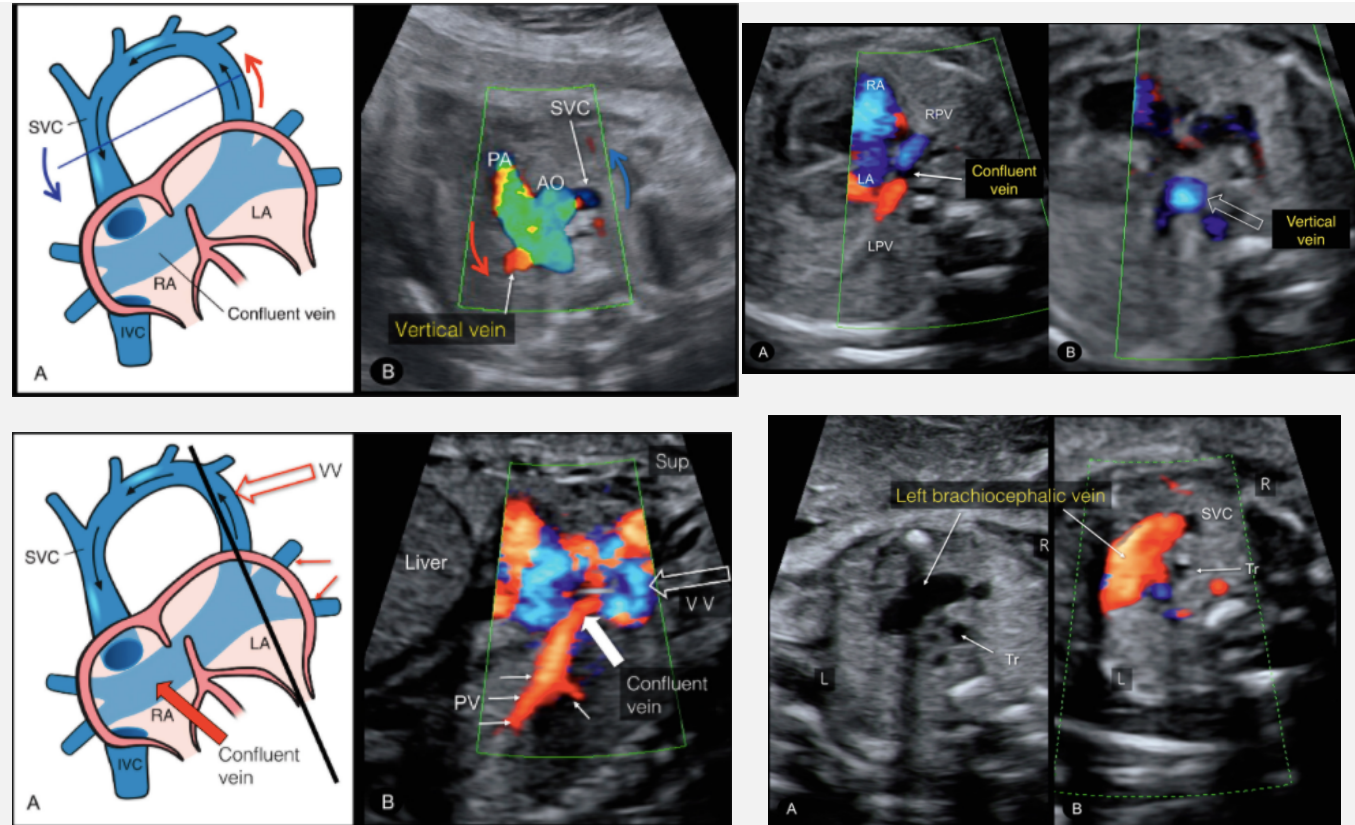 SVC
LA
RA
Confluent vein
IVC
A
SVC
PA
AO
Vertical vein
B
RA
RPV
LA
Confluent
vein
LPV
A
Vertical
vein
B
VV
SVC
LA
RA
Confluent
vein
IVC
A
Sup
Liver
V V
Confluent
vein
PV
B
Left brachiocephalic vein
R
Tr
L
A
R
SVC
Tr
L
B